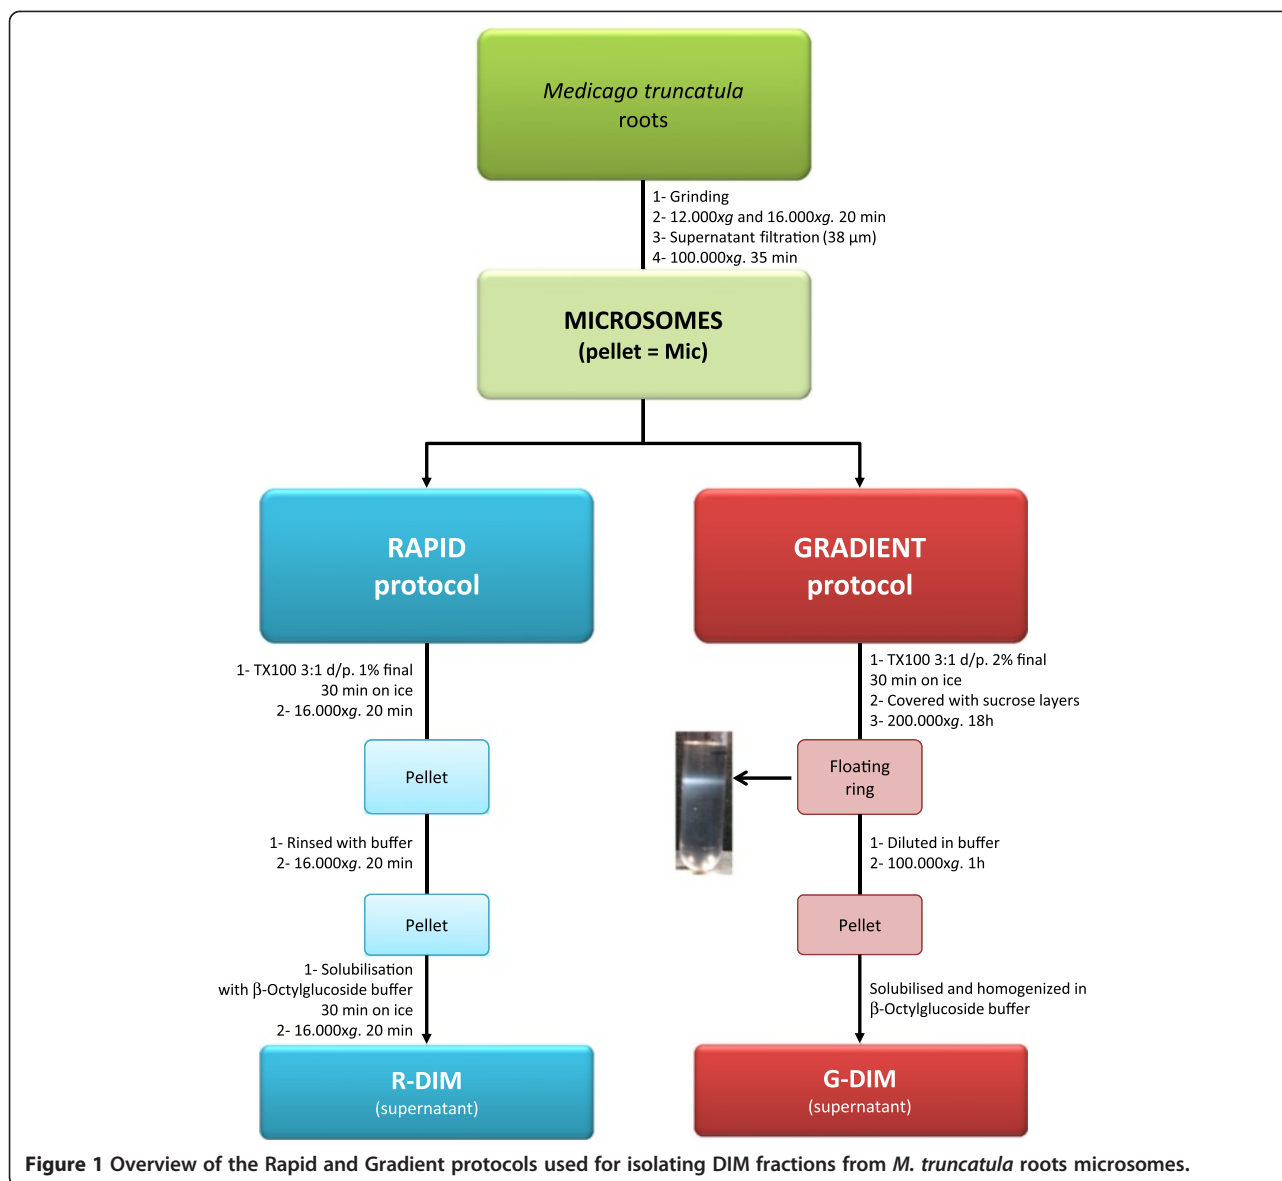 Medicago truncatula
roots
1- Grinding
2- 12.000xg and 16.000xg. 20 min
3- Supernatant filtration (38 µm)
4- 100.000xg. 35 min
MICROSOMES
(pellet = Mic)
RAPID
protocol
1- TX100 3:1 d/p. 1% final
30 min on ice
2- 16.000xg. 20 min
Pellet
1- Rinsed with buffer
2- 16.000xg. 20 min
Pellet
1- Solubilisation
with β-Octylglucoside buffer
30 min on ice
2- 16.000xg. 20 min
R-DIM
(supernatant)
GRADIENT
protocol
1- TX100 3:1 d/p. 2% final
30 min on ice
2- Covered with sucrose layers
3- 200.000xg. 18h
Floating
ring
1- Diluted in buffer
2- 100.000xg. 1h
Pellet
Solubilised and homogenized in
β-Octylglucoside buffer
G-DIM
(supernatant)
Figure 1 Overview of the Rapid and Gradient protocols used for isolating DIM fractions from M. truncatula roots microsomes.